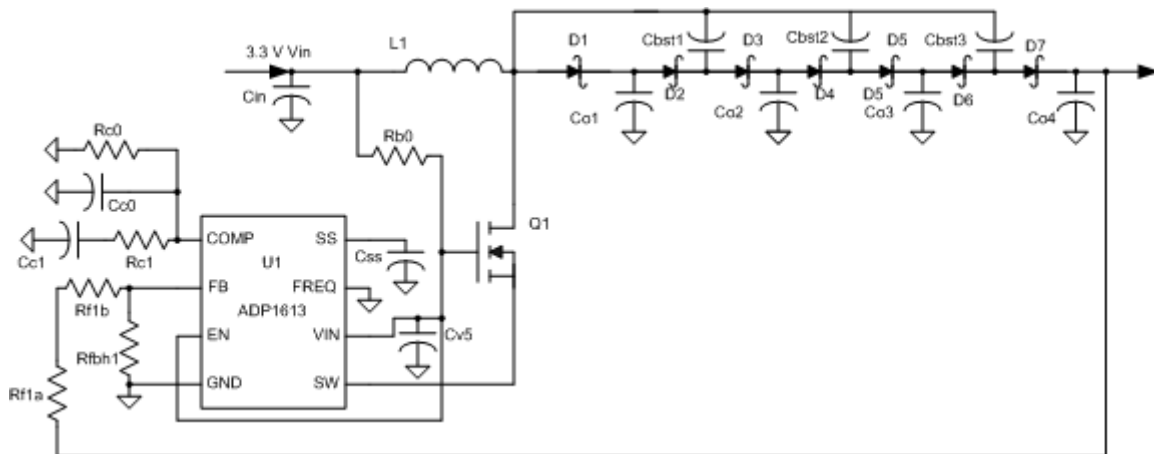 D1
Cbst1
D3
Cbst2
D5
Cbst3
D7
3.3 V Vin
L1
Cin
Co1
D2
Co2
D4
D5
Co3
D6
Co4
Rc0
Rb0
Cc0
COMP
SS
Q1
Cc1
Rc1
U1
Css
FB
FREQ
Rf1b
ADP1613
EN
VIN
Cv5
Rfbh1
Rf1a
GND
SW